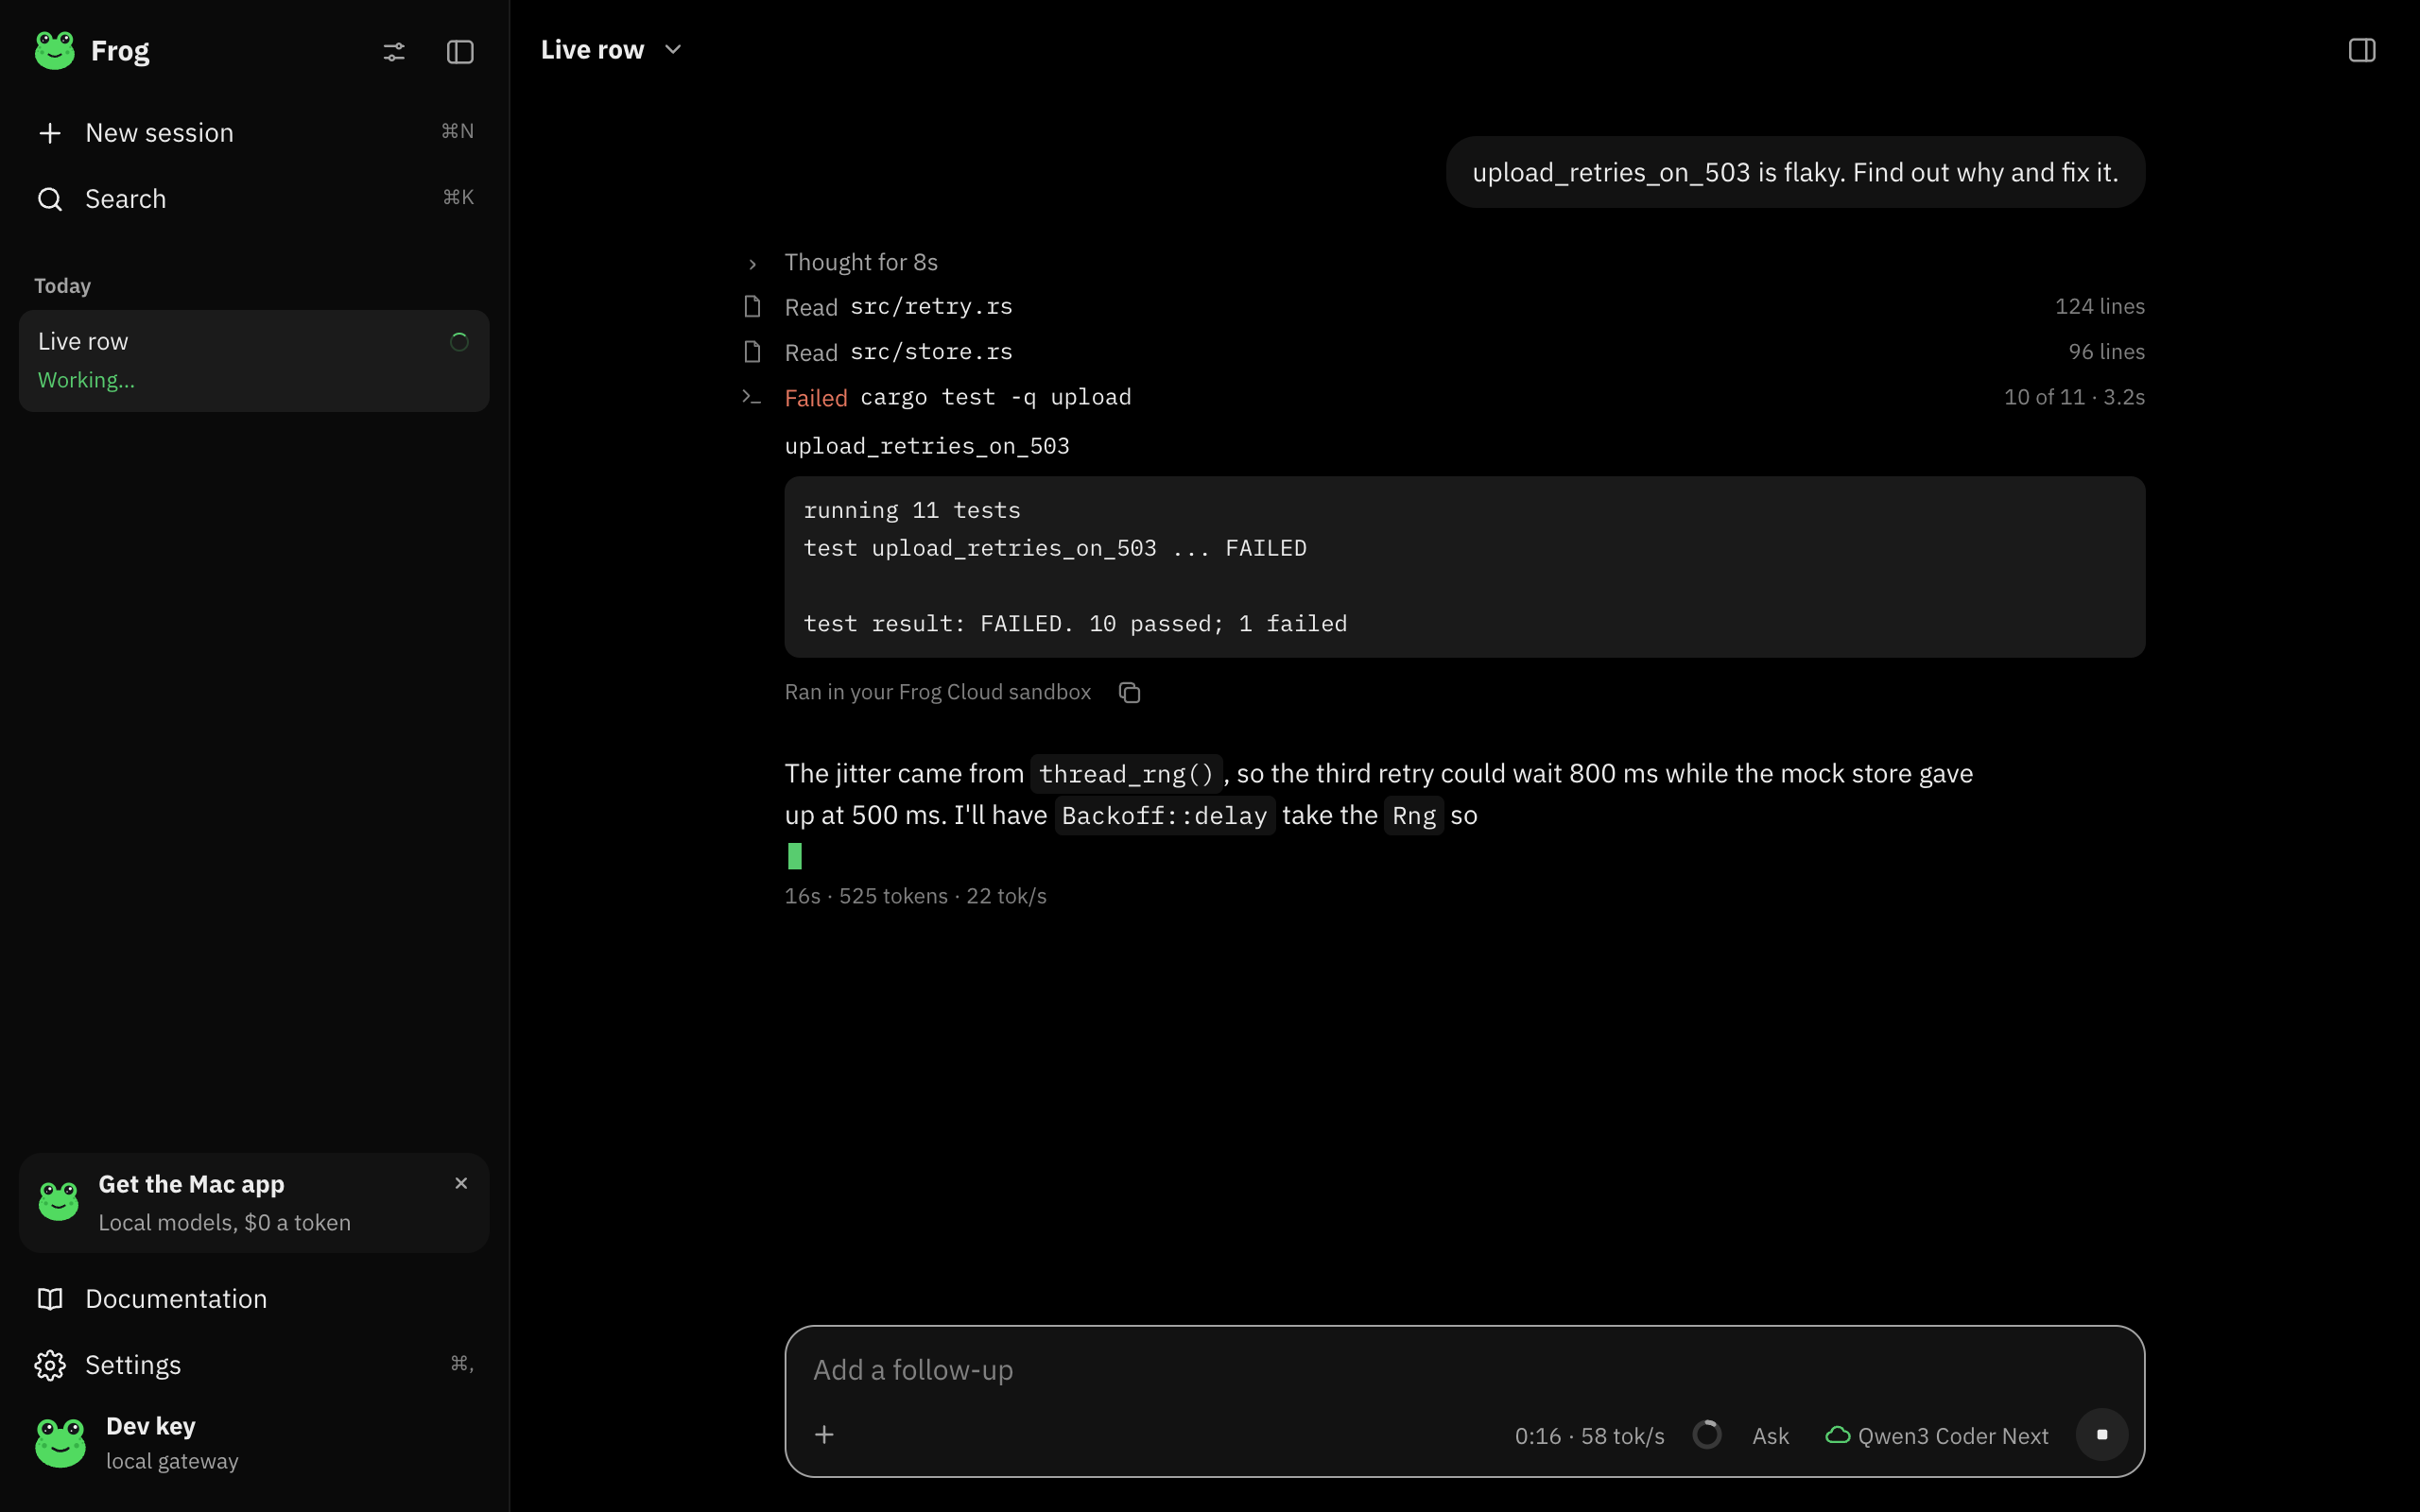 Frog
New session ⌘N
Search ⌘K
Today
Live row
Working...
Get the Mac app
Local models, $0 a token
Documentation
Settings ⌘,
Dev key
local gateway
Live row
upload_retries_on_503 is flaky. Find out why and fix it.
Thought for 8s
Read src/retry.rs 124 lines
Read src/store.rs 96 lines
Failed cargo test -q upload 10 of 11 · 3.2s
upload_retries_on_503
running 11 tests
test upload_retries_on_503 ... FAILED
test result: FAILED. 10 passed; 1 failed
Ran in your Frog Cloud sandbox
The jitter came from thread_rng(), so the third retry could wait 800 ms while the mock store gave
up at 500 ms. I'll have Backoff::delay take the Rng so
16s · 525 tokens · 22 tok/s
Add a follow-up
0:16 · 58 tok/s Ask Qwen3 Coder Next